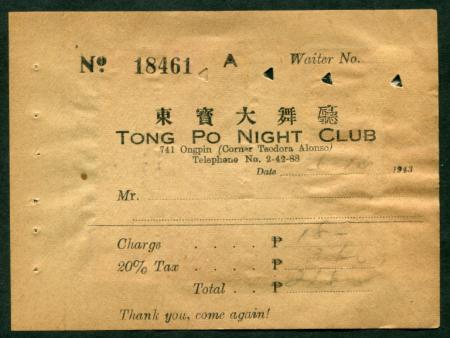 Nº 18461 A Waiter No.
東寶大舞廳
TONG PO NIGHT CLUB
741 Ongpin (Corner Teodora Alonso)
Telephone No. 2-42-88
Date 1943
Mr.
Charge . . . . ₱ 18-
20% Tax . . . . ₱
Total . . ₱
Thank you, come again!